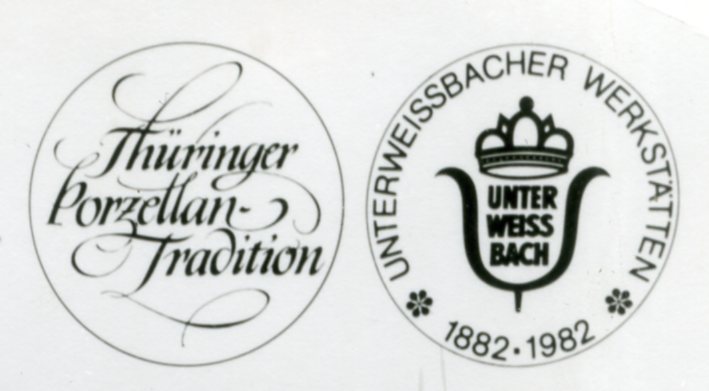 Thüringer
Porzellan-
Tradition
UNTERWEISSBACHER WERKSTÄTTEN
UNTER
WEISS
BACH
1882 · 1982